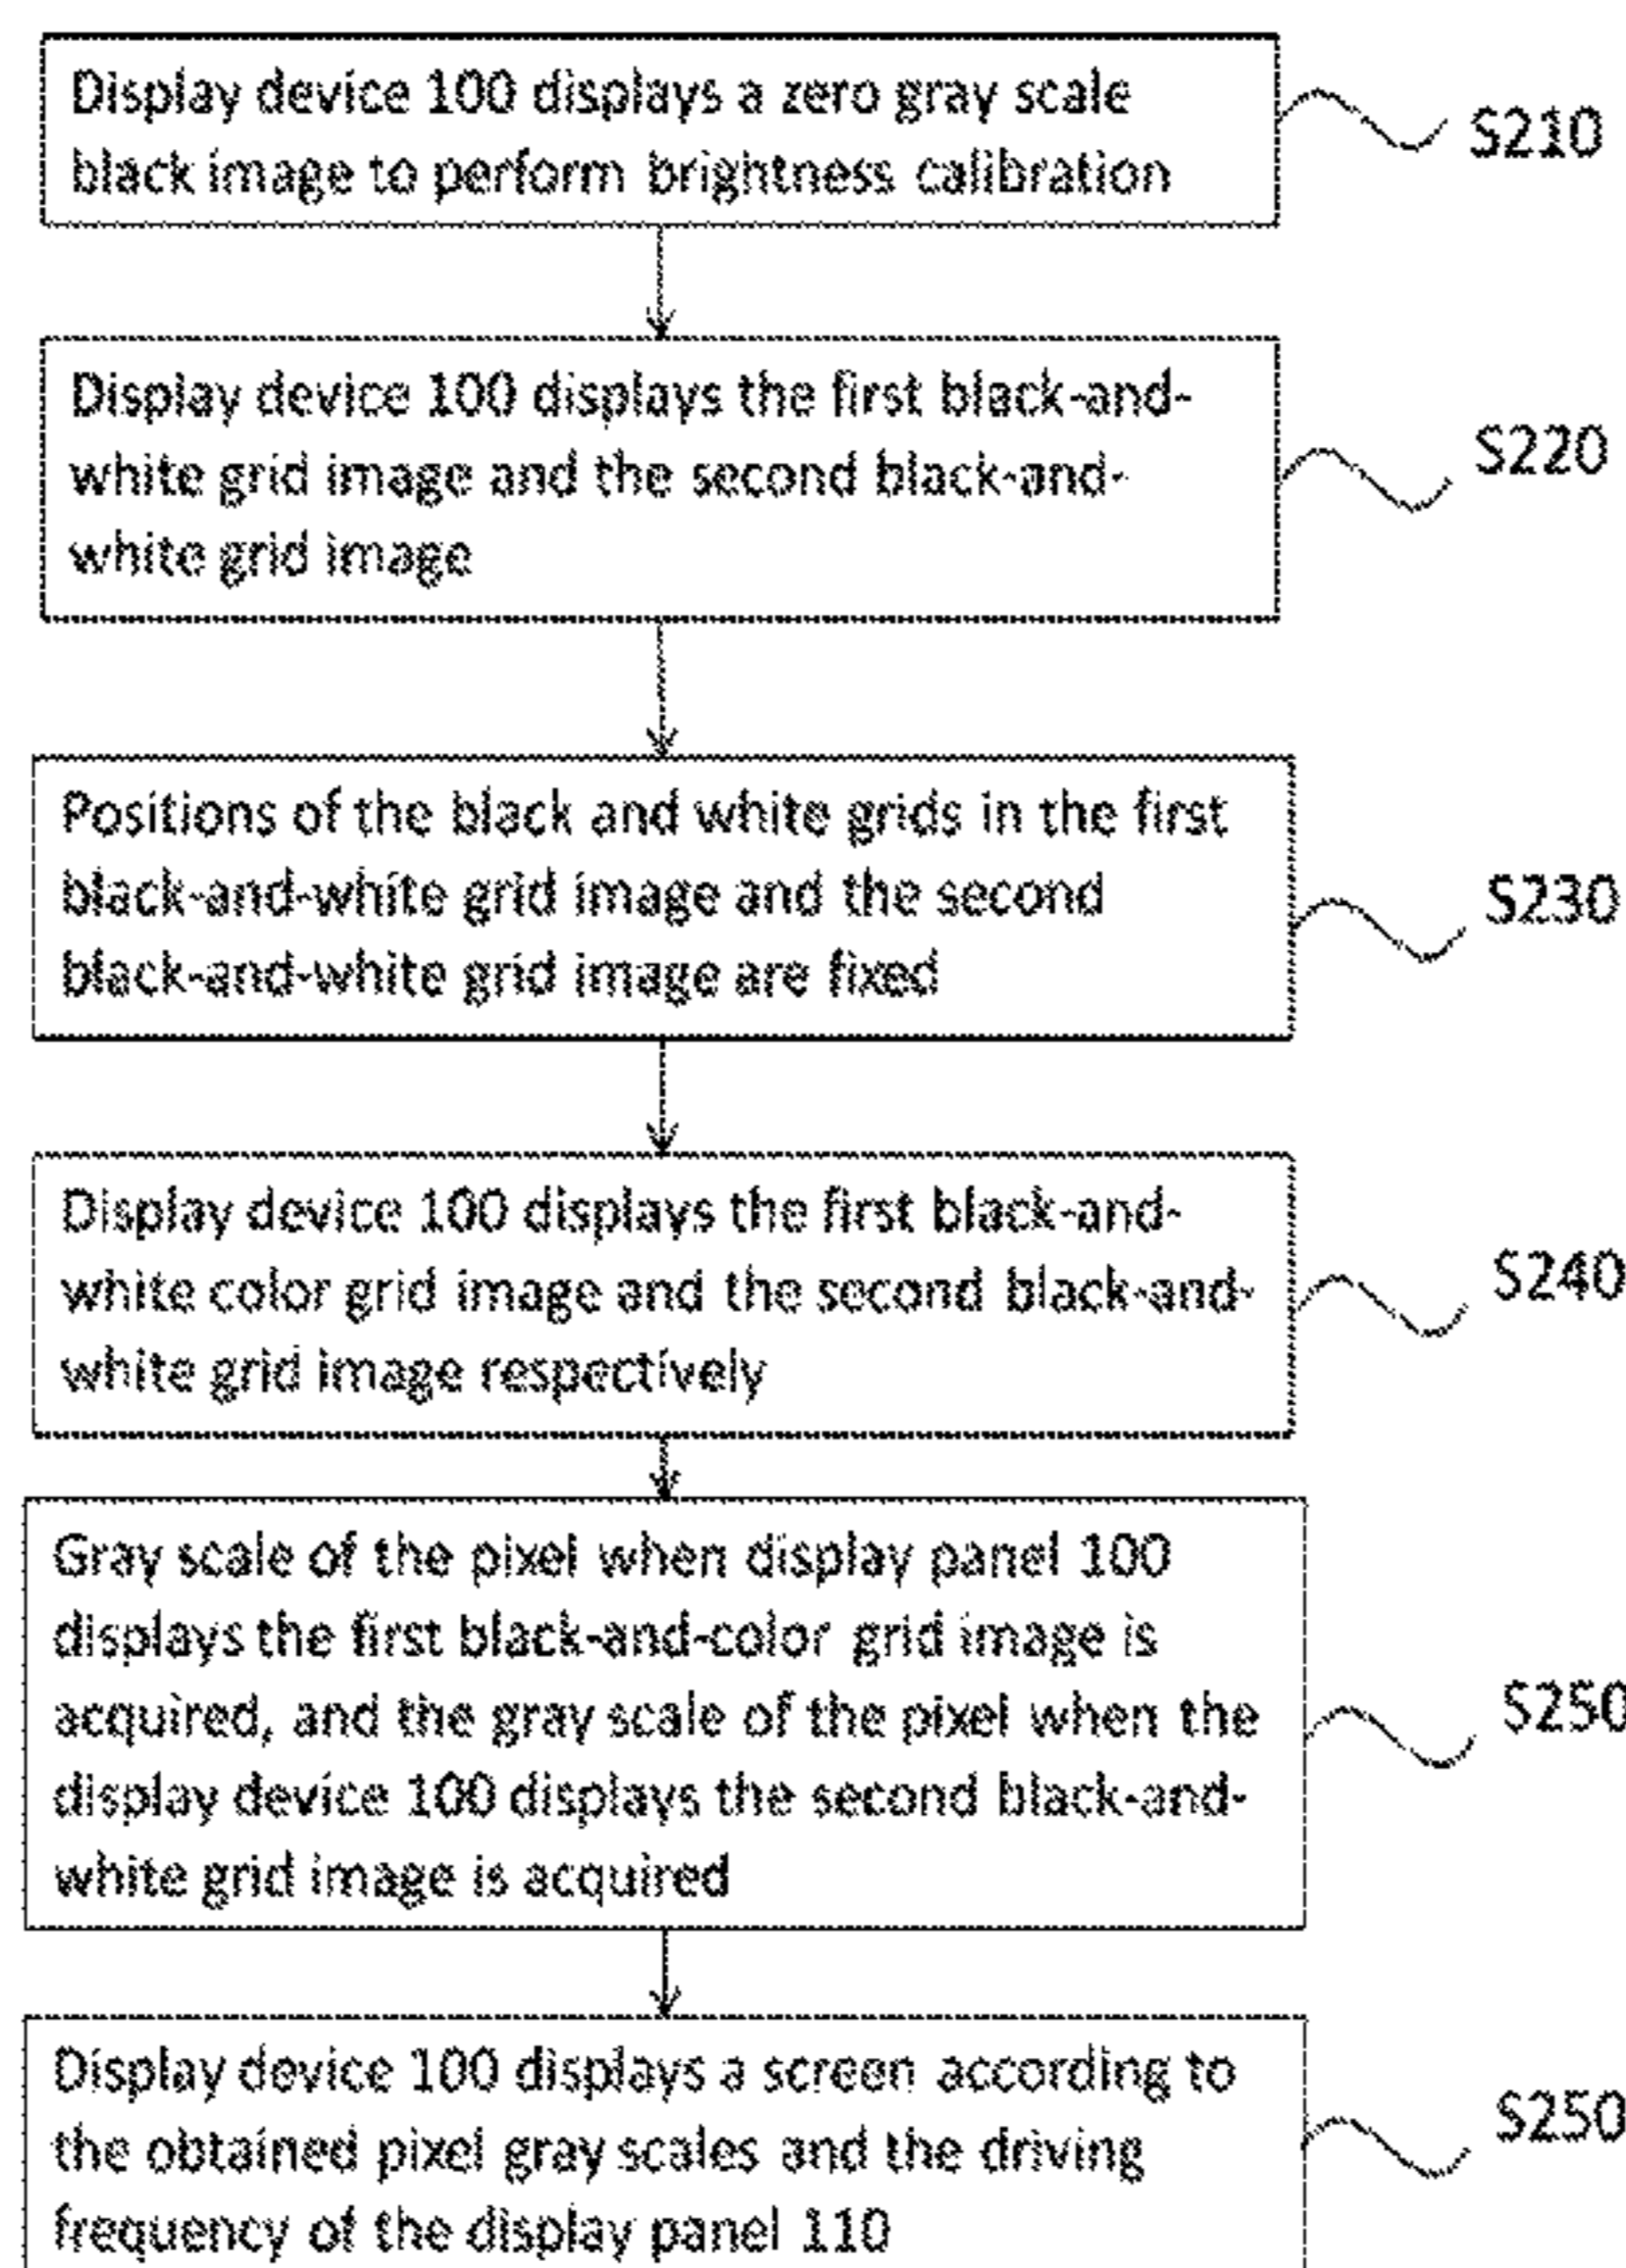 Display device 100 displays a zero gray scale
black image to perform brightness calibration
S210
Display device 100 displays the first black-and-
white grid image and the second black-and-
white grid image
S220
Positions of the black and white grids in the first
black-and-white grid image and the second
black-and-white grid image are fixed
S230
Display device 100 displays the first black-and-
white color grid image and the second black-and-
white grid image respectively
S240
Gray scale of the pixel when display panel 100
displays the first black-and-color grid image is
acquired, and the gray scale of the pixel when the
display device 100 displays the second black-and-
white grid image is acquired
S250
Display device 100 displays a screen according to
the obtained pixel gray scales and the driving
frequency of the display panel 110
S250